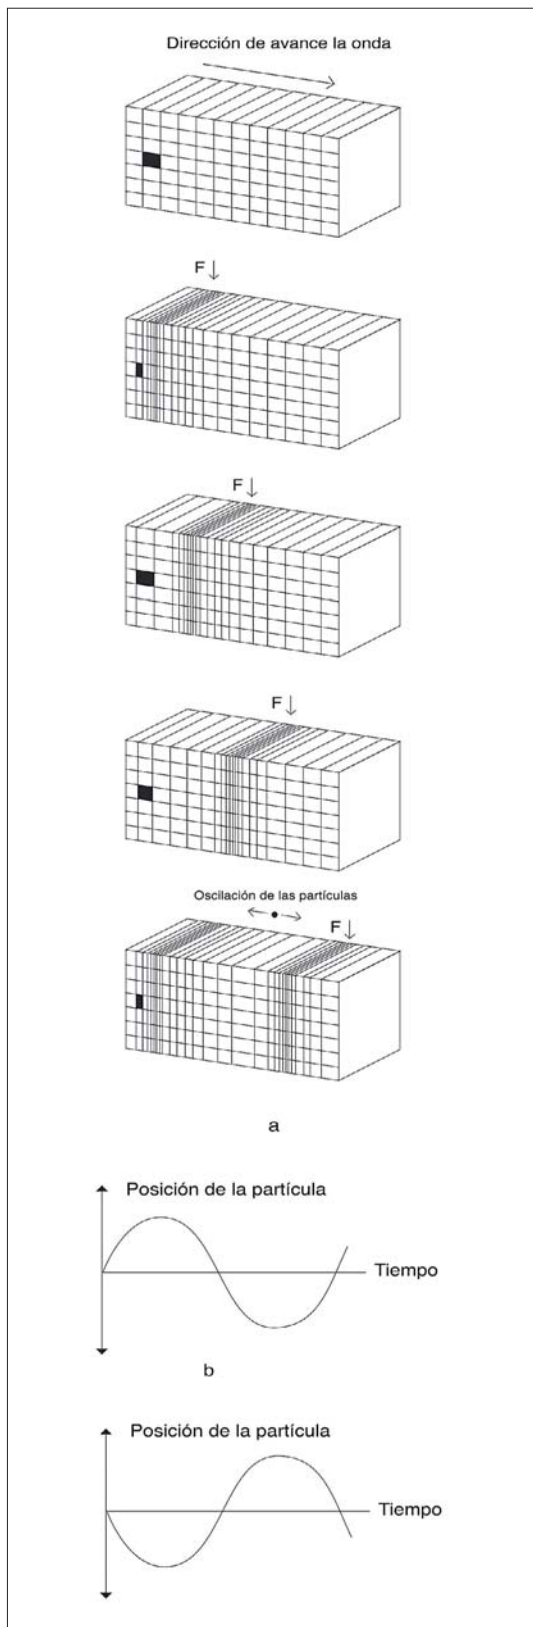 Dirección de avance la onda
F
F
F
Oscilación de las partículas
F
a
Posición de la partícula
Tiempo
b
Posición de la partícula
Tiempo